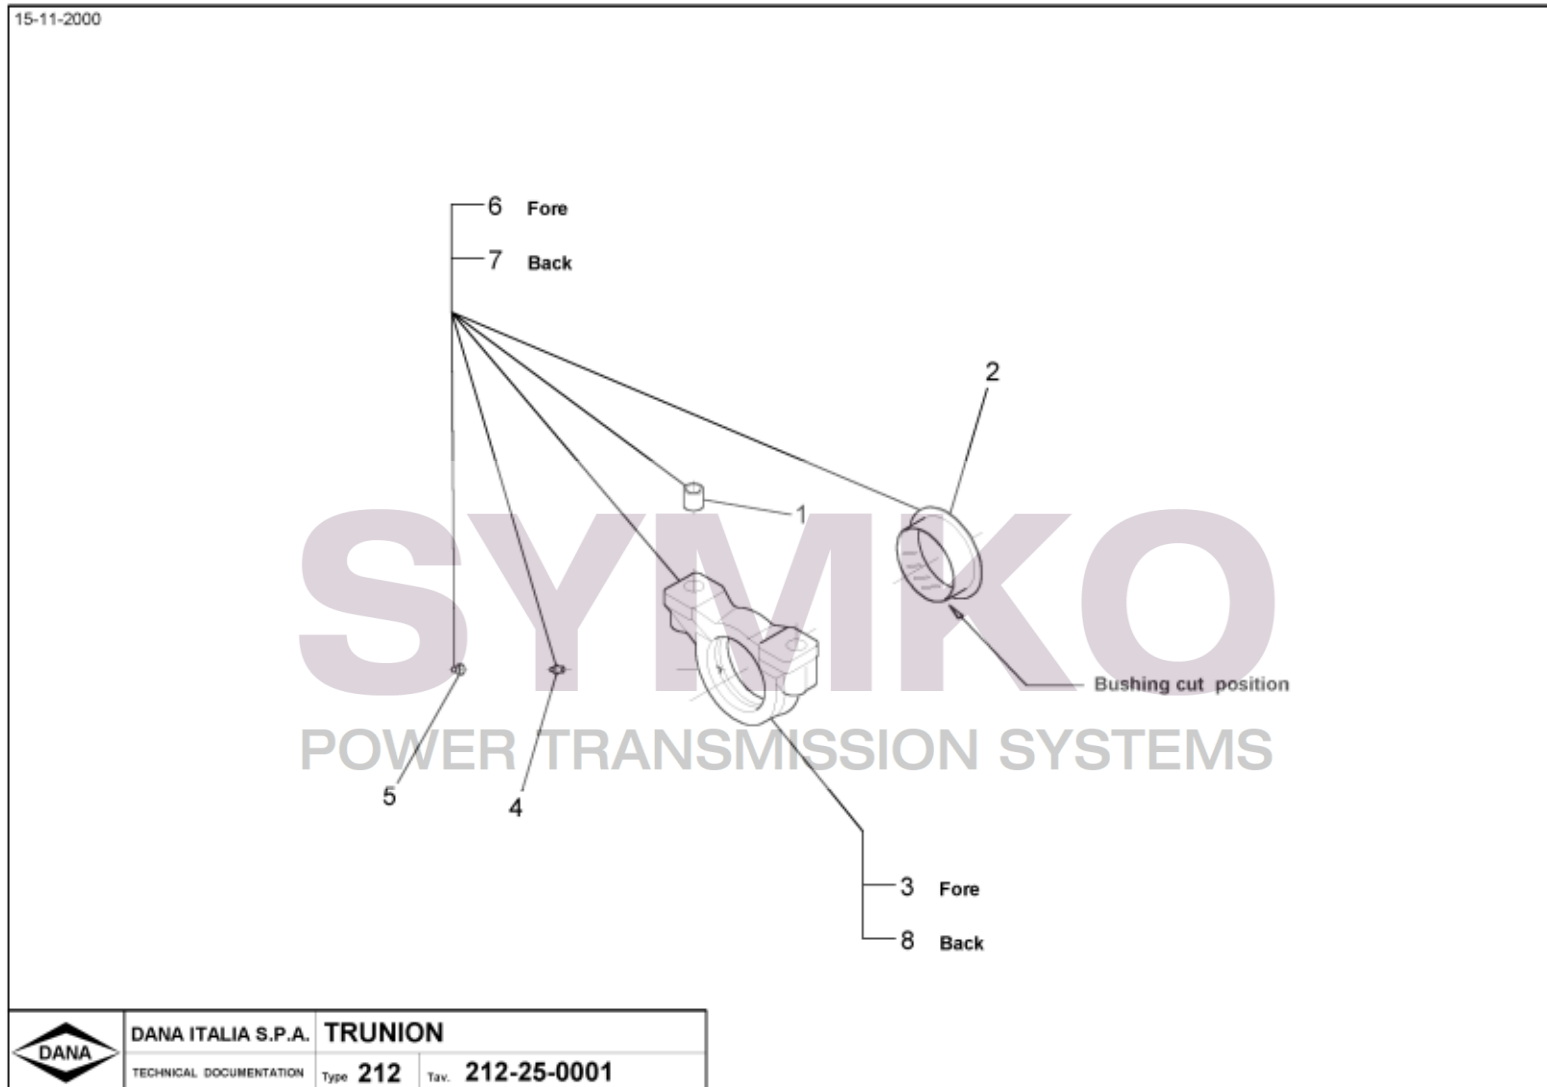 15-11-2000
6 Fore
7 Back
2
1
SYMKO
Bushing cut position
POWER TRANSMISSION SYSTEMS
5
4
3 Fore
8 Back
DANA
DANA ITALIA S.P.A.
TRUNION
TECHNICAL DOCUMENTATION
Type 212
Tav. 212-25-0001